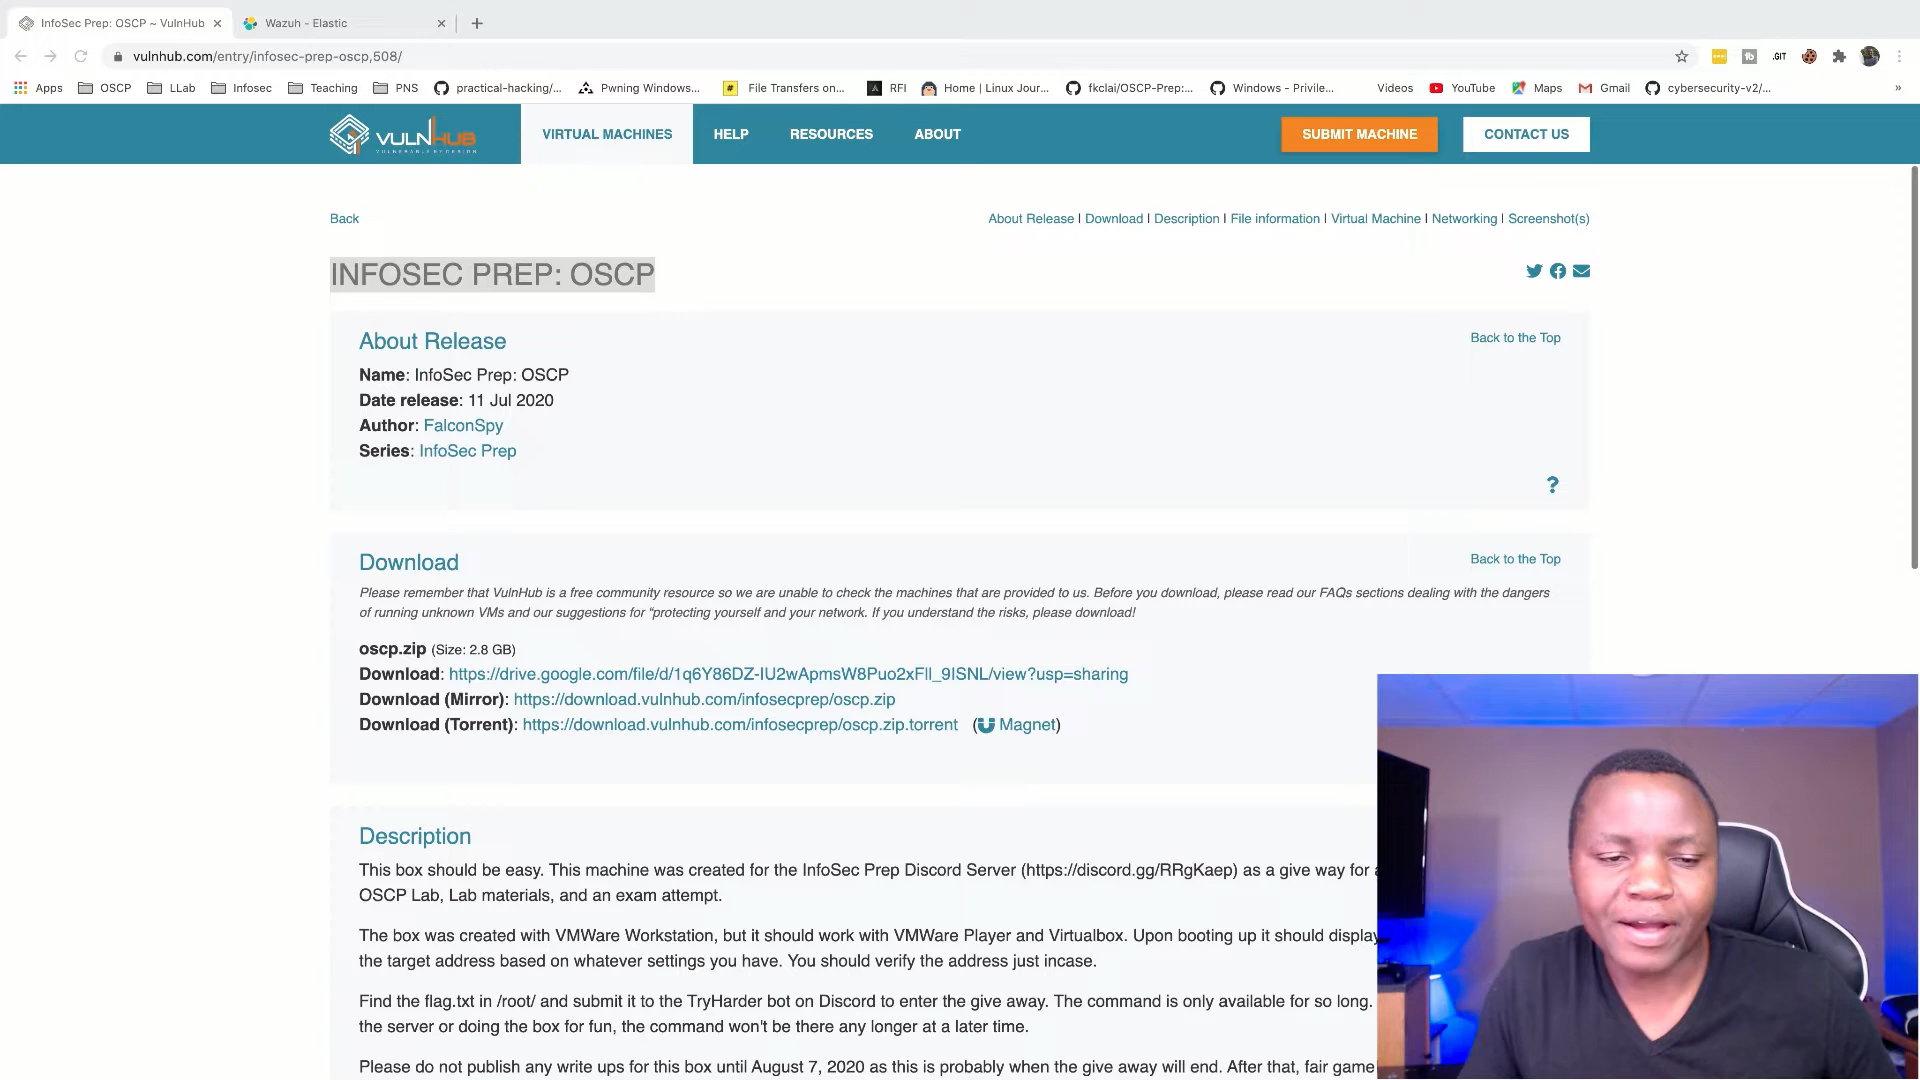 InfoSec Prep: OSCP ~ VulnHub
Wazuh - Elastic
vulnhub.com/entry/infosec-prep-oscp,508/
Apps OSCP LLab Infosec Teaching PNS practical-hacking/... Pwning Windows... File Transfers on... RFI Home | Linux Jour... fkclai/OSCP-Prep:... Windows - Privile... Videos YouTube Maps Gmail cybersecurity-v2/... »
VULNHUB VIRTUAL MACHINES HELP RESOURCES ABOUT SUBMIT MACHINE CONTACT US
Back
About Release | Download | Description | File information | Virtual Machine | Networking | Screenshot(s)
INFOSEC PREP: OSCP
About Release
Back to the Top
Name: InfoSec Prep: OSCP
Date release: 11 Jul 2020
Author: FalconSpy
Series: InfoSec Prep
?
Download
Back to the Top
Please remember that VulnHub is a free community resource so we are unable to check the machines that are provided to us. Before you download, please read our FAQs sections dealing with the dangers
of running unknown VMs and our suggestions for "protecting yourself and your network. If you understand the risks, please download!
oscp.zip (Size: 2.8 GB)
Download: https://drive.google.com/file/d/1q6Y86DZ-IU2wApmsW8Puo2xFll_9ISNL/view?usp=sharing
Download (Mirror): https://download.vulnhub.com/infosecprep/oscp.zip
Download (Torrent): https://download.vulnhub.com/infosecprep/oscp.zip.torrent (Magnet)
Description
This box should be easy. This machine was created for the InfoSec Prep Discord Server (https://discord.gg/RRgKaep) as a give way for
OSCP Lab, Lab materials, and an exam attempt.
The box was created with VMWare Workstation, but it should work with VMWare Player and Virtualbox. Upon booting up it should display
the target address based on whatever settings you have. You should verify the address just incase.
Find the flag.txt in /root/ and submit it to the TryHarder bot on Discord to enter the give away. The command is only available for so long.
the server or doing the box for fun, the command won't be there any longer at a later time.
Please do not publish any write ups for this box until August 7, 2020 as this is probably when the give away will end. After that, fair game